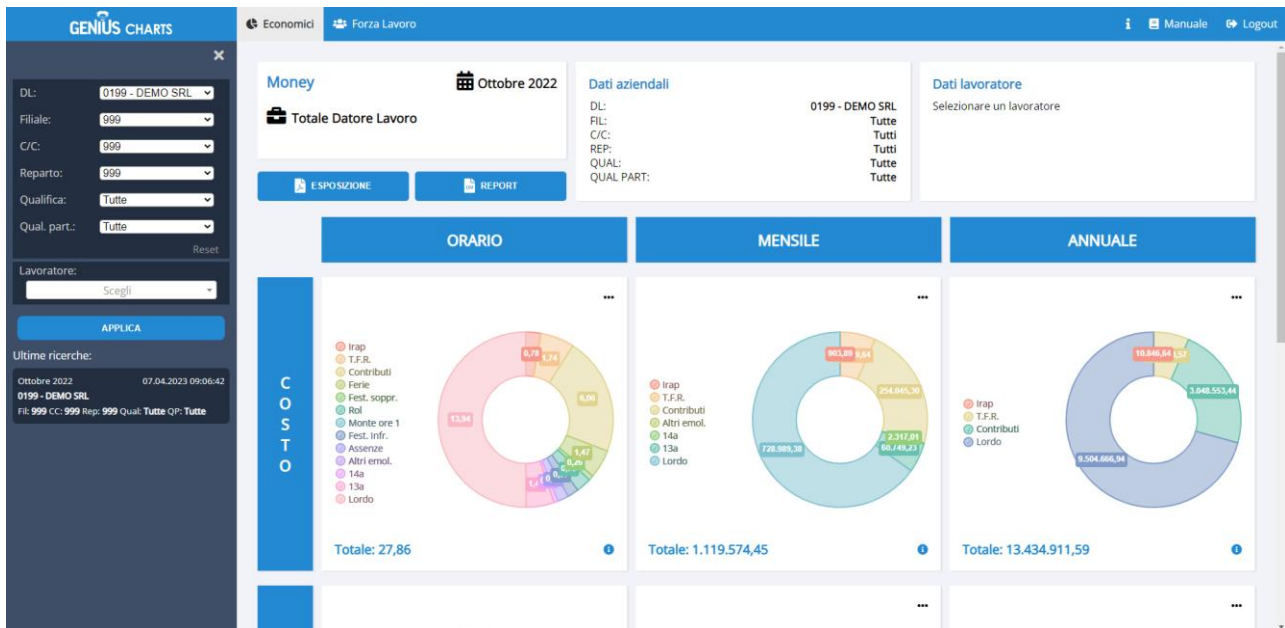 GENIUS CHARTS
Economici
Forza Lavoro
Manuale
Logout
DL: 0199 - DEMO SRL
Filiale: 999
C/C: 999
Reparto: 999
Qualifica: Tutte
Qual. part.: Tutte
Reset
Lavoratore:
Scegli
APPLICA
Ultime ricerche:
Ottobre 2022 07.04.2023 09:06:42
0199 - DEMO SRL
Fil: 999 CC: 999 Rep: 999 Qual: Tutte QP: Tutte
Money Ottobre 2022
Totale Datore Lavoro
ESPOSIZIONE
REPORT
Dati aziendali
DL: 0199 - DEMO SRL
FIL: Tutte
C/C: Tutti
REP: Tutti
QUAL: Tutte
QUAL PART: Tutte
Dati lavoratore
Selezionare un lavoratore
ORARIO
MENSILE
ANNUALE
COSTO
Irap
T.F.R.
Contributi
Ferie
Fest. soppr.
Rol
Monte ore 1
Fest. Infr.
Assenze
Altri emol.
14a
13a
Lordo
0,78
1,74
6,06
1,47
13,94
Totale: 27,86
Irap
T.F.R.
Contributi
Altri emol.
14a
13a
Lordo
903,89
254.045,30
2.317,01
60.749,23
728.989,38
Totale: 1.119.574,45
Irap
T.F.R.
Contributi
Lordo
10.846,64
3.048.553,44
9.504.666,94
Totale: 13.434.911,59